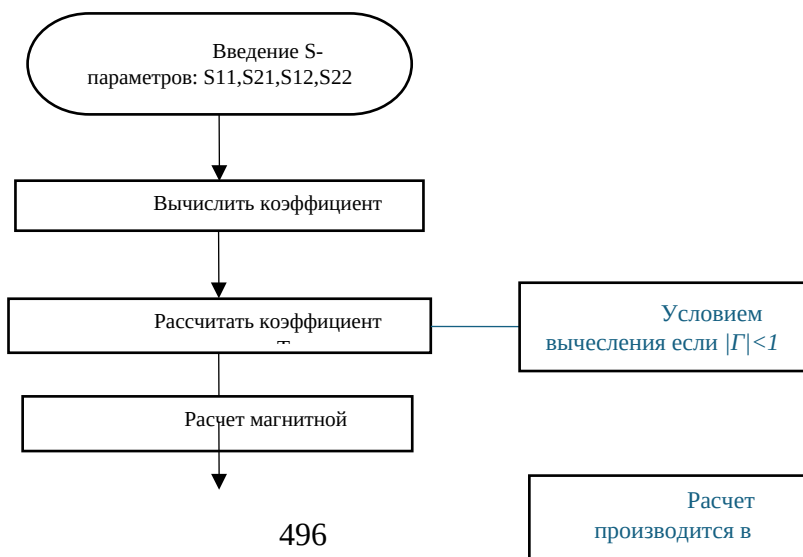 Введение S-
параметров: S11,S21,S12,S22
Вычислить коэффициент
Рассчитать коэффициент
Условием
вычесления если |Г|<1
Расчет магнитной
Расчет
производится в
496